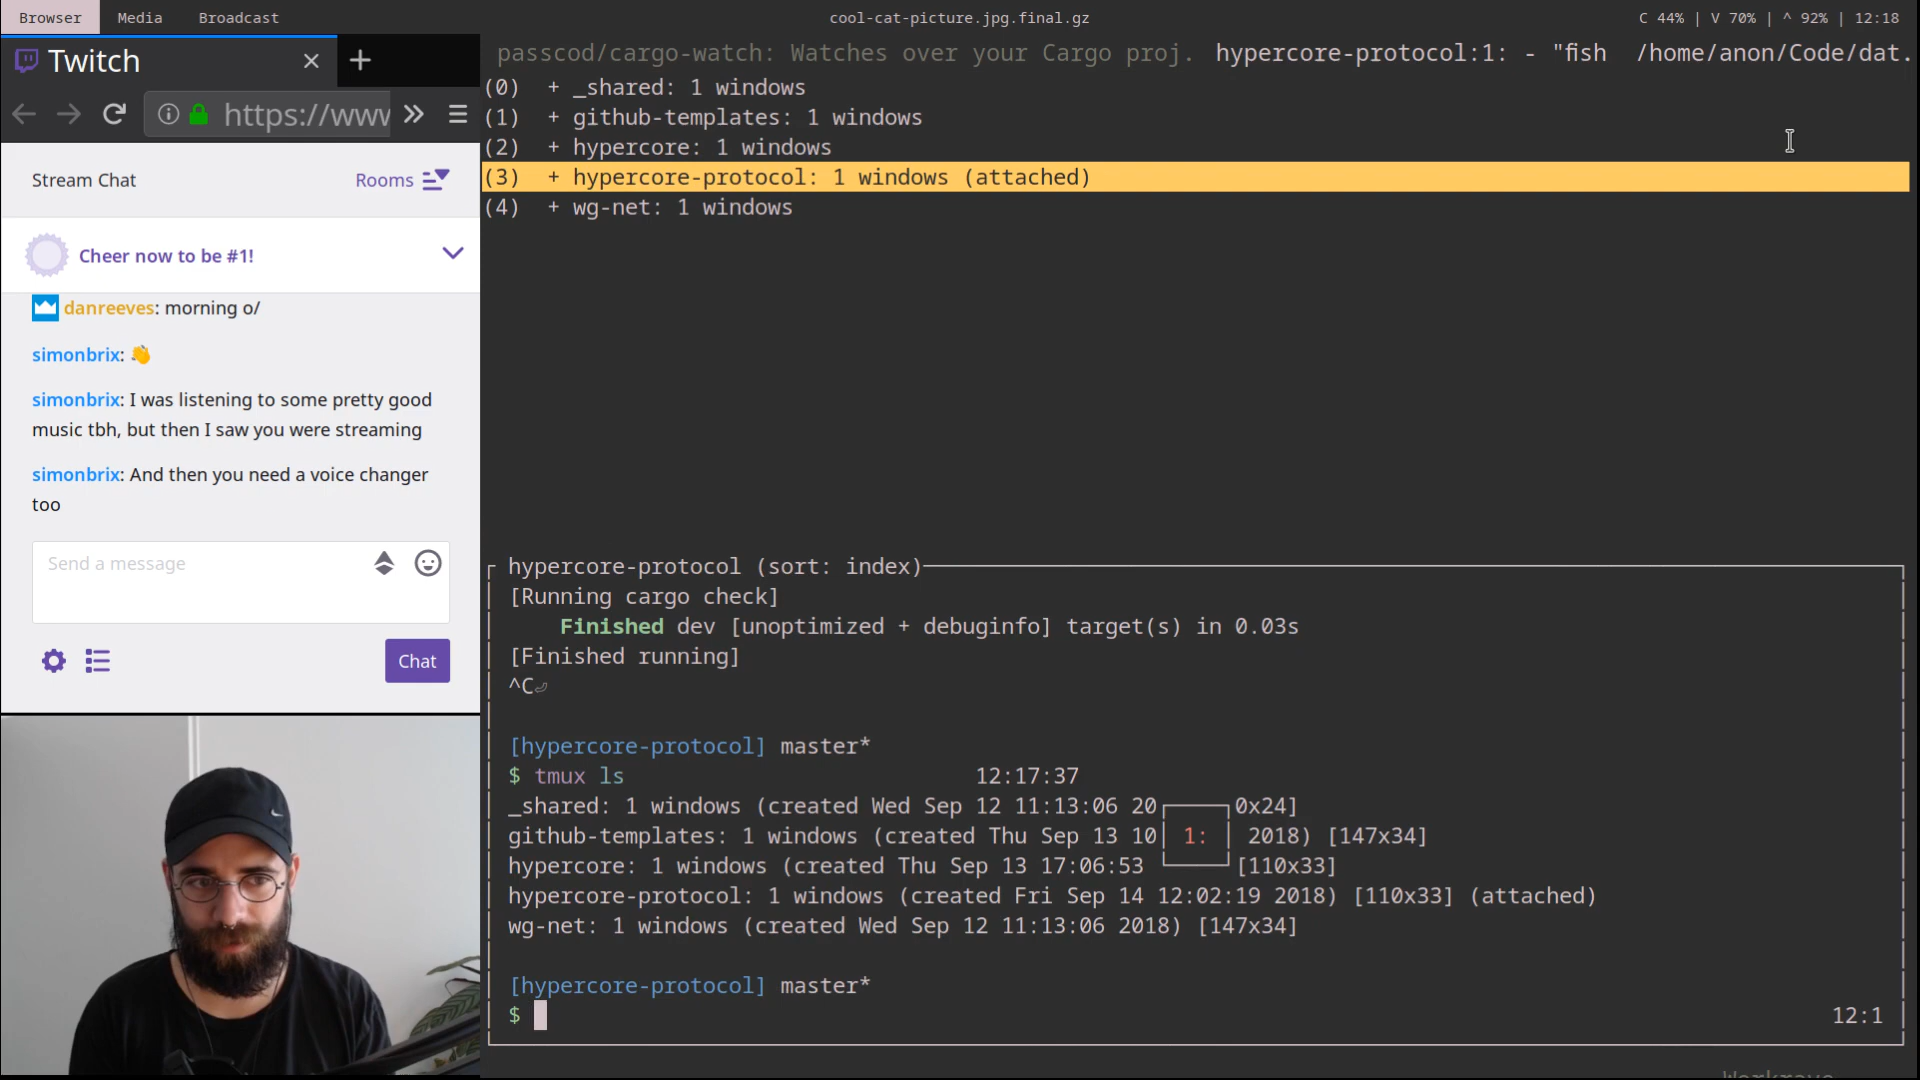 Browser Media Broadcast
cool-cat-picture.jpg.final.gz
C 44% | V 70% | ^ 92% | 12:18
Twitch
https://www
Stream Chat
Rooms
Cheer now to be #1!
danreeves: morning o/
simonbrix: 👋
simonbrix: I was listening to some pretty good
music tbh, but then I saw you were streaming
simonbrix: And then you need a voice changer
too
Send a message
Chat
passcod/cargo-watch: Watches over your Cargo proj. hypercore-protocol:1: - "fish /home/anon/Code/dat.
(0) + _shared: 1 windows
(1) + github-templates: 1 windows
(2) + hypercore: 1 windows
(3) + hypercore-protocol: 1 windows (attached)
(4) + wg-net: 1 windows
hypercore-protocol (sort: index)
[Running cargo check]
Finished dev [unoptimized + debuginfo] target(s) in 0.03s
[Finished running]
^C⏎
[hypercore-protocol] master*
$ tmux ls 12:17:37
_shared: 1 windows (created Wed Sep 12 11:13:06 20 0x24]
github-templates: 1 windows (created Thu Sep 13 10 1: 2018) [147x34]
hypercore: 1 windows (created Thu Sep 13 17:06:53 [110x33]
hypercore-protocol: 1 windows (created Fri Sep 14 12:02:19 2018) [110x33] (attached)
wg-net: 1 windows (created Wed Sep 12 11:13:06 2018) [147x34]
[hypercore-protocol] master*
$ 12:1